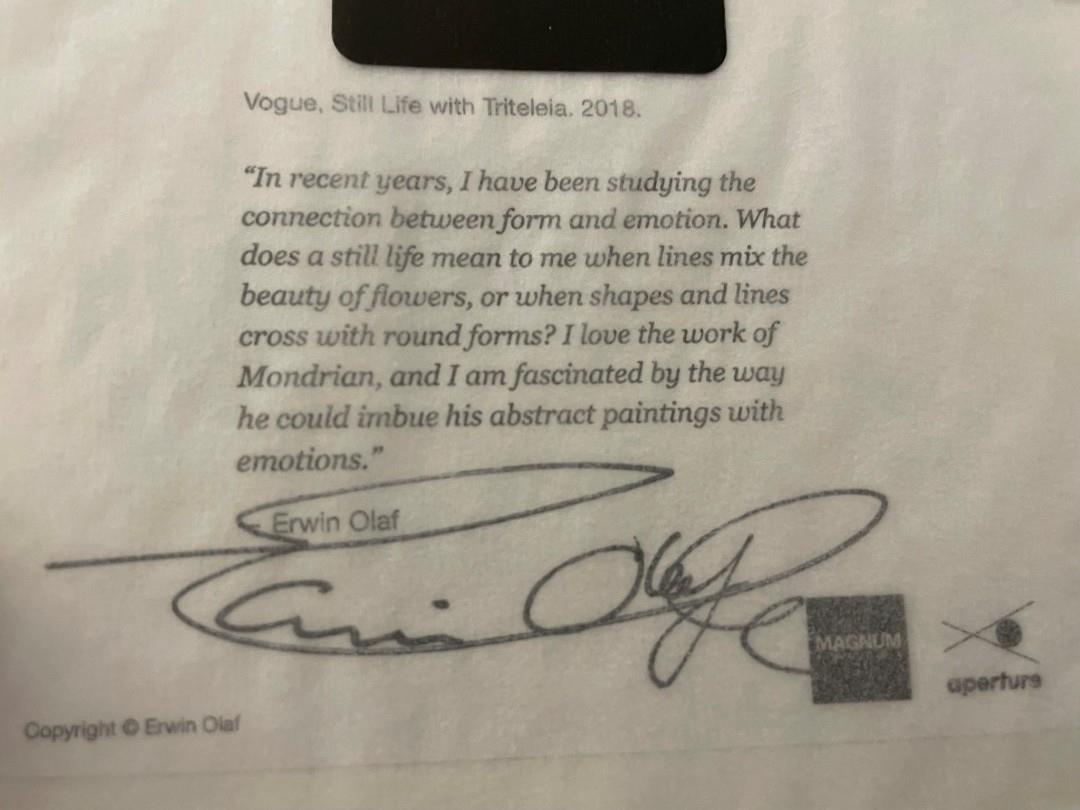 Vogue, Still Life with Triteleia. 2018.
“In recent years, I have been studying the
connection between form and emotion. What
does a still life mean to me when lines mix the
beauty of flowers, or when shapes and lines
cross with round forms? I love the work of
Mondrian, and I am fascinated by the way
he could imbue his abstract paintings with
emotions.”
- Erwin Olaf
Erwin Olaf
MAGNUM
aperture
Copyright © Erwin Olaf